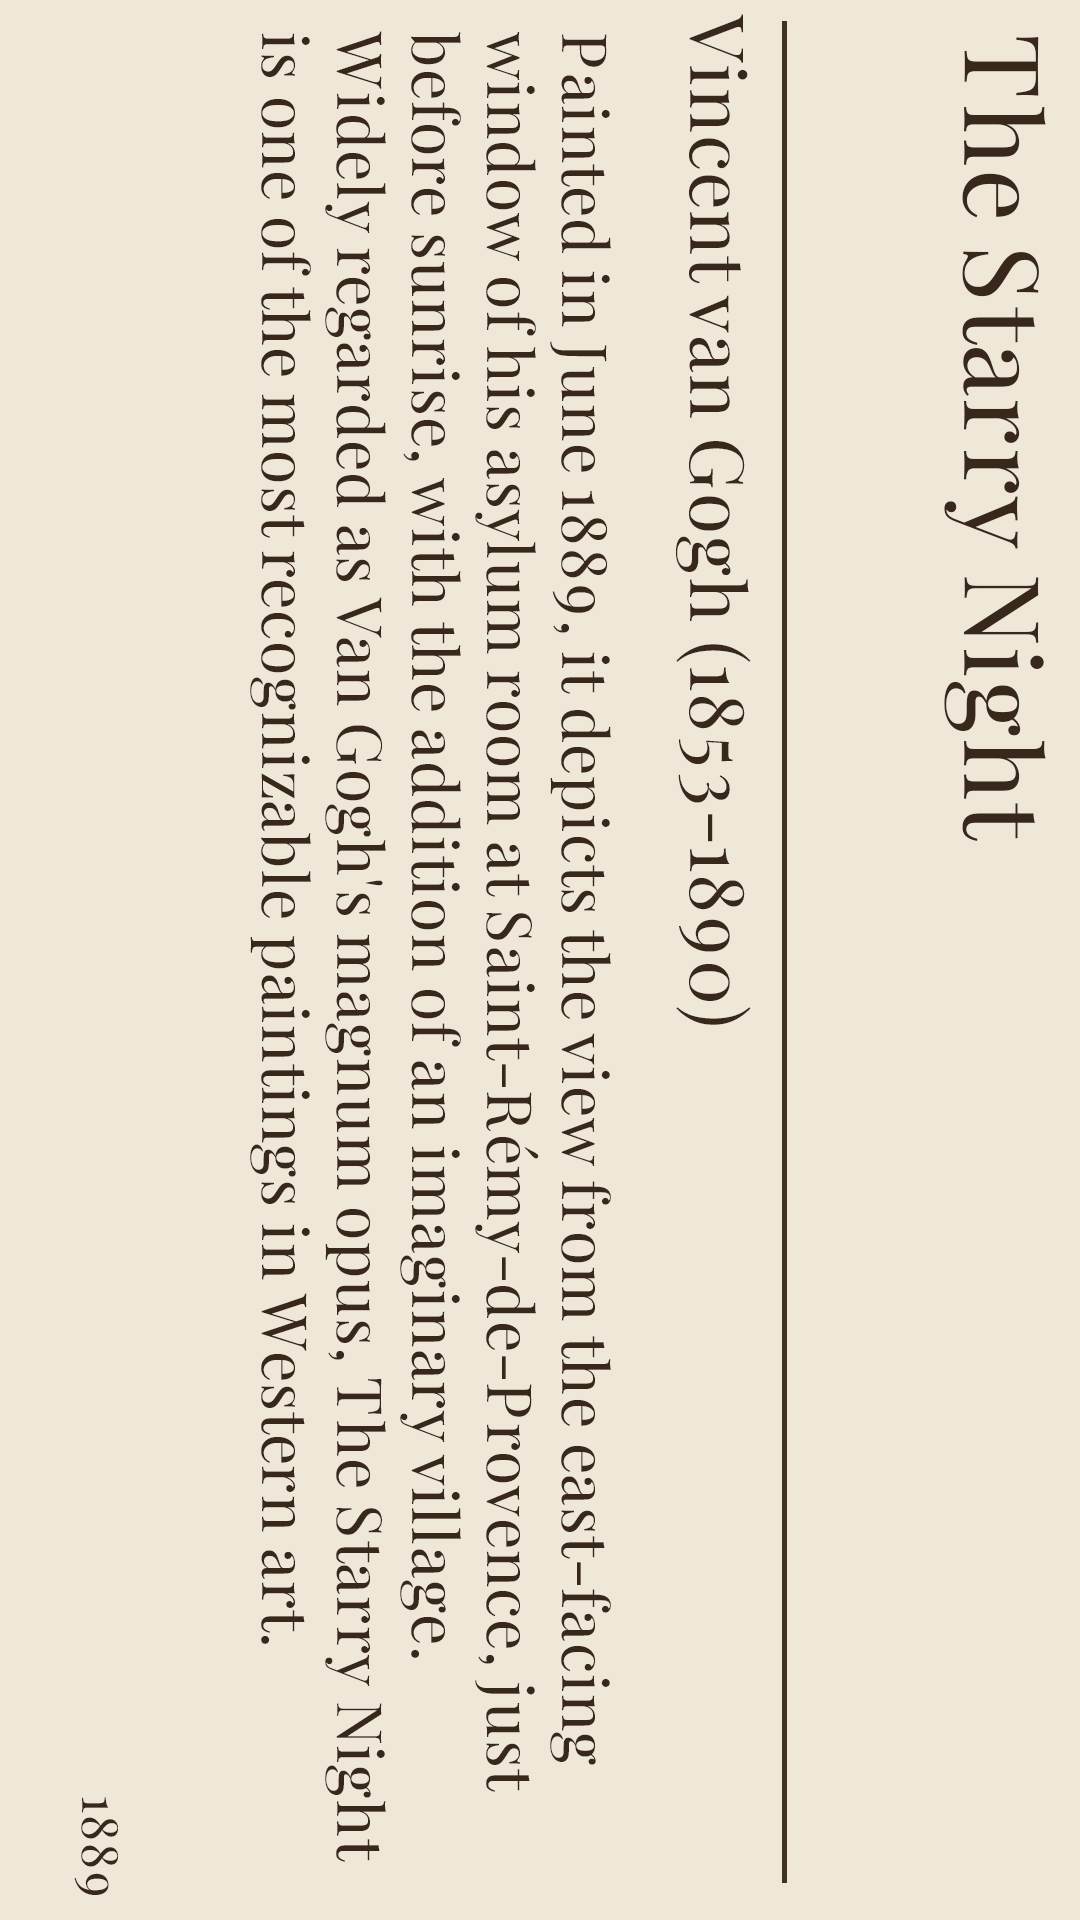 The Starry Night
Vincent van Gogh (1853–1890)
Painted in June 1889, it depicts the view from the east-facing
window of his asylum room at Saint-Rémy-de-Provence, just
before sunrise, with the addition of an imaginary village.
Widely regarded as Van Gogh's magnum opus, The Starry Night
is one of the most recognizable paintings in Western art.
1889